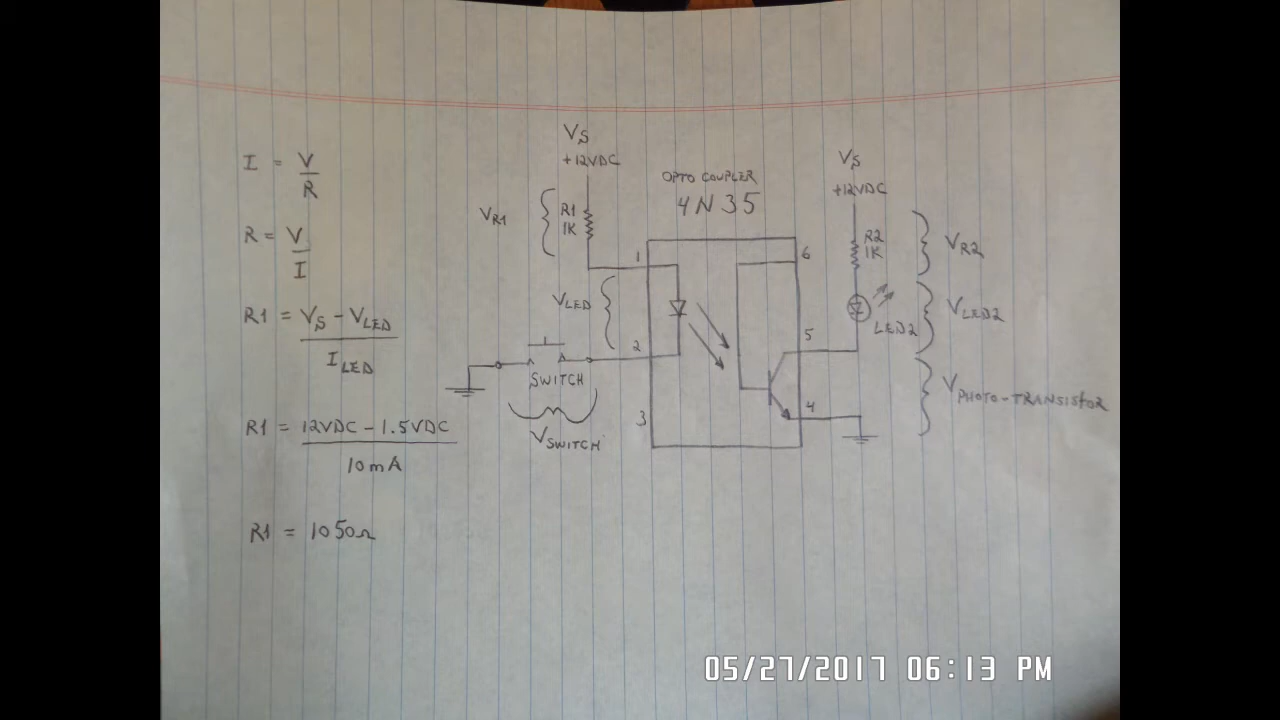 I = V
R
R = V
I
R1 = VS - VLED
ILED
R1 = 12VDC - 1.5VDC
10mA
R1 = 1050Ω
VS
+12VDC
VR1
R1
1K
VLED
SWITCH
VSWITCH
OPTO COUPLER
4N35
1
2
3
6
5
4
VS
+12VDC
R2
1K
VR2
LED2
VLED2
VPHOTO-TRANSISTOR
05/27/2017 06:13 PM